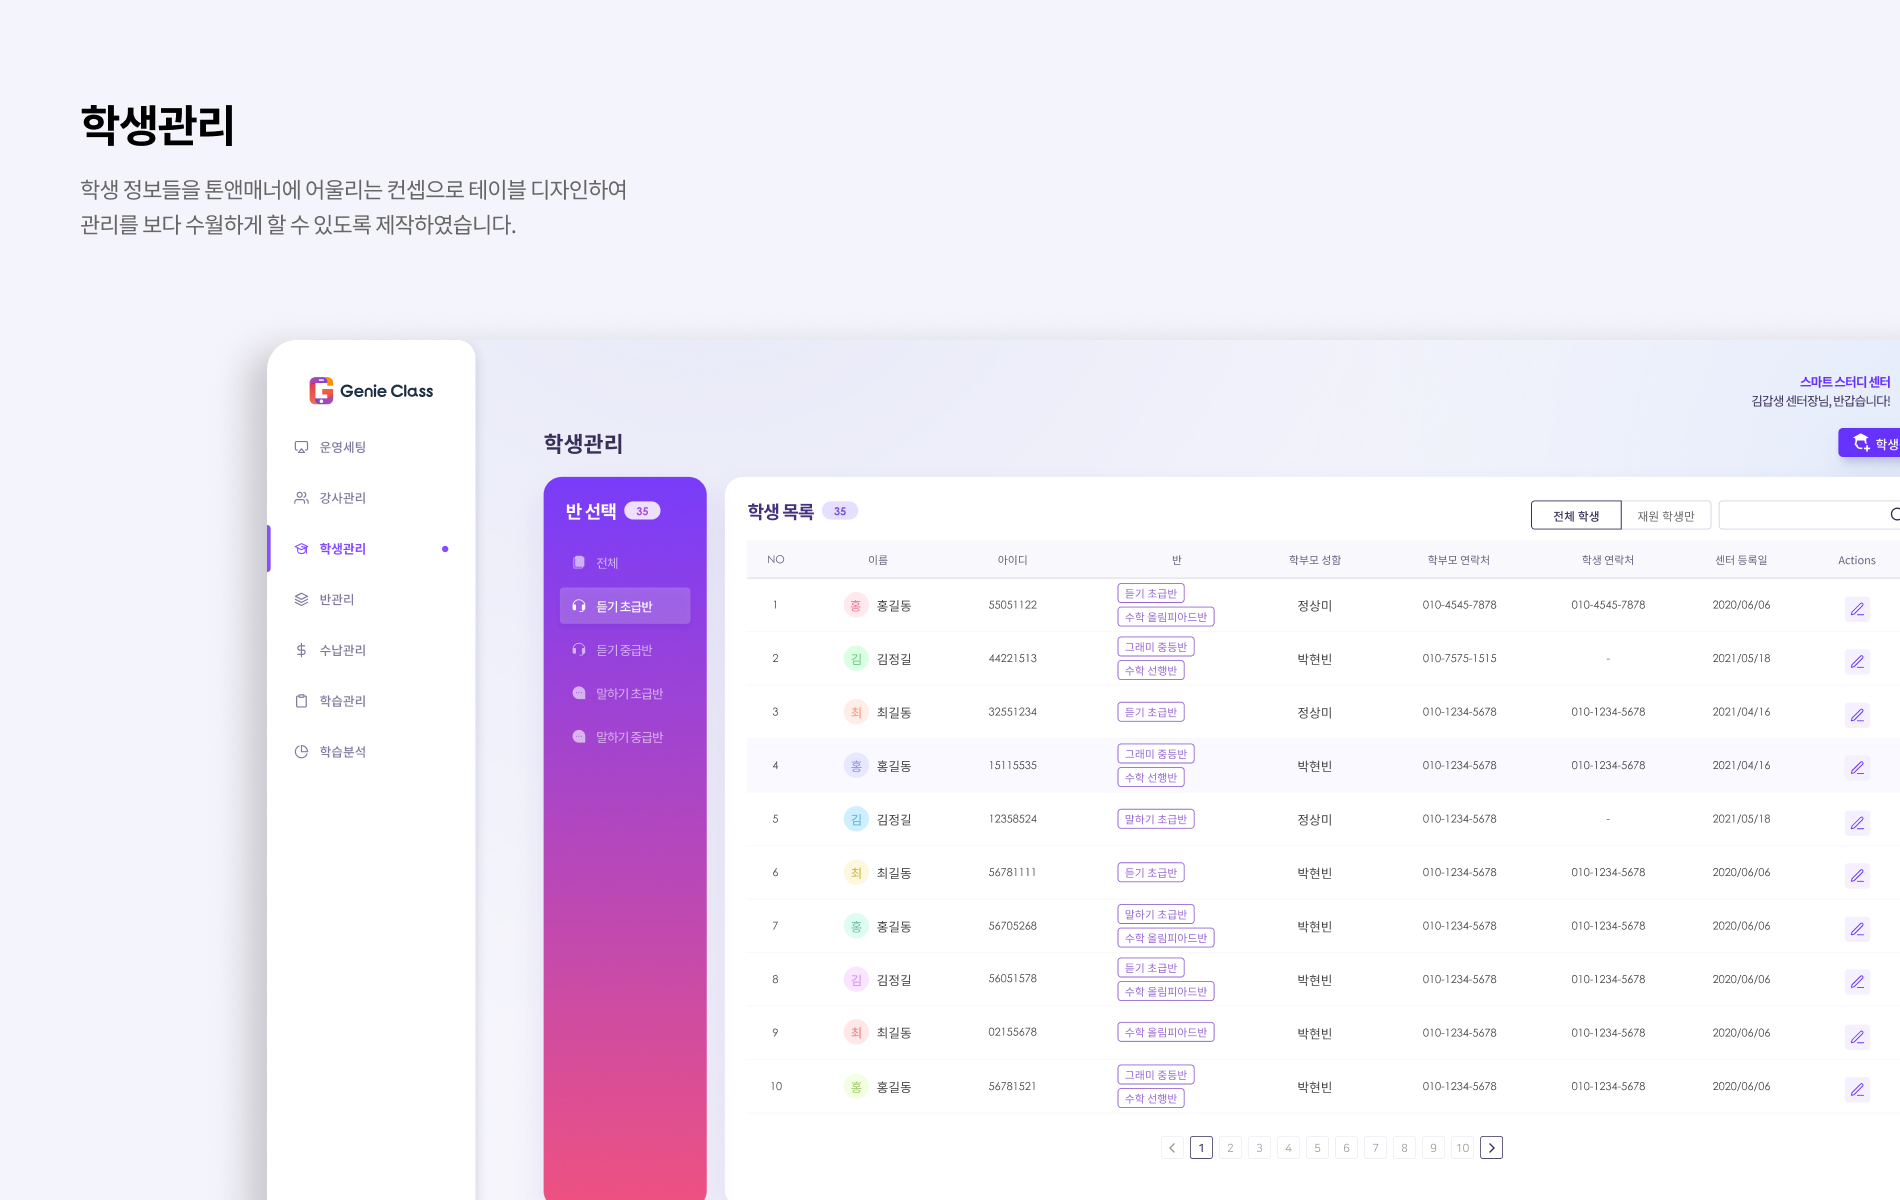 학생관리
학생 정보들을 톤앤매너에 어울리는 컨셉으로 테이블 디자인하여
관리를 보다 수월하게 할 수 있도록 제작하였습니다.
Genie Class
운영세팅
강사관리
학생관리
반관리
수납관리
학습관리
학습분석
스마트 스터디 센터
김갑생 센터장님, 반갑습니다!
학생관리
학생
반 선택 35
전체
듣기 초급반
듣기 중급반
말하기 초급반
말하기 중급반
학생 목록 35
전체 학생 재원 학생만
NO 이름 아이디 반 학부모 성함 학부모 연락처 학생 연락처 센터 등록일 Actions
1 홍 홍길동 55051122 듣기 초급반 수학 올림피아드반 정상미 010-4545-7878 010-4545-7878 2020/06/06
2 김 김정길 44221513 그래미 중등반 수학 선행반 박현빈 010-7575-1515 - 2021/05/18
3 최 최길동 32551234 듣기 초급반 정상미 010-1234-5678 010-1234-5678 2021/04/16
4 홍 홍길동 15115535 그래미 중등반 수학 선행반 박현빈 010-1234-5678 010-1234-5678 2021/04/16
5 김 김정길 12358524 말하기 초급반 정상미 010-1234-5678 - 2021/05/18
6 최 최길동 56781111 듣기 초급반 박현빈 010-1234-5678 010-1234-5678 2020/06/06
7 홍 홍길동 56705268 말하기 초급반 수학 올림피아드반 박현빈 010-1234-5678 010-1234-5678 2020/06/06
8 김 김정길 56051578 듣기 초급반 수학 올림피아드반 박현빈 010-1234-5678 010-1234-5678 2020/06/06
9 최 최길동 02155678 수학 올림피아드반 박현빈 010-1234-5678 010-1234-5678 2020/06/06
10 홍 홍길동 56781521 그래미 중등반 수학 선행반 박현빈 010-1234-5678 010-1234-5678 2020/06/06
1 2 3 4 5 6 7 8 9 10